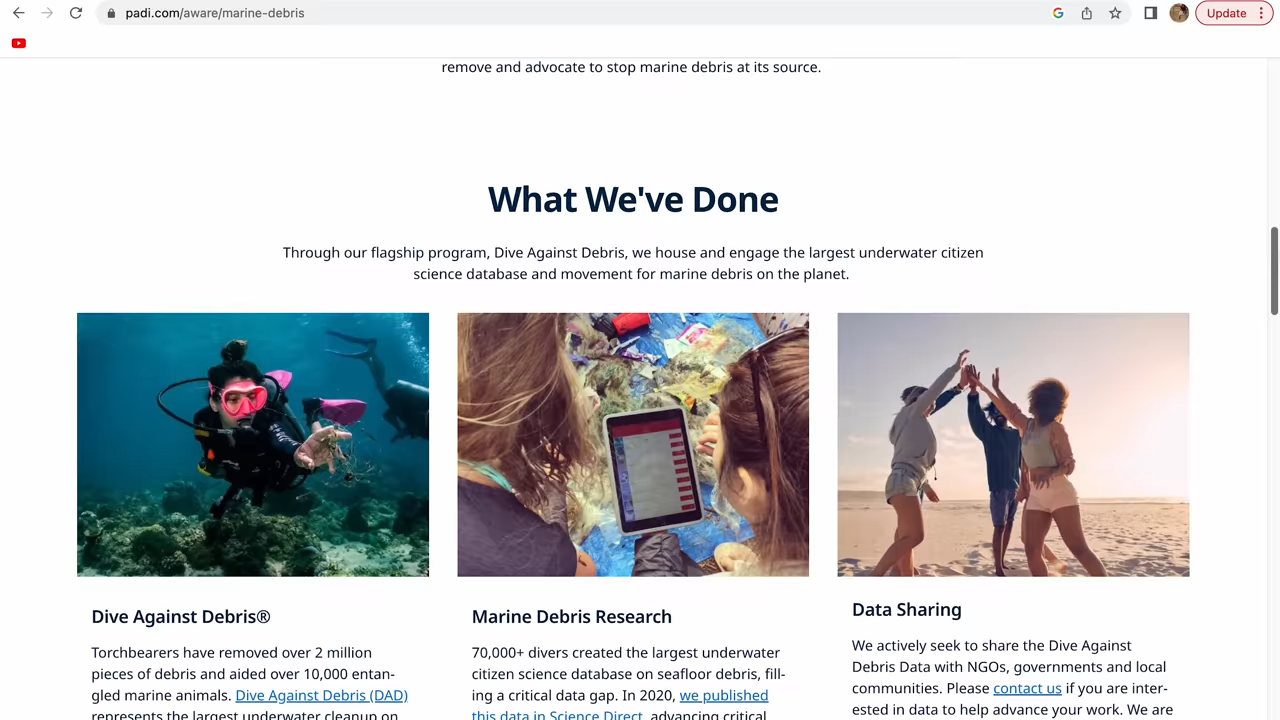 padi.com/aware/marine-debris
Update
remove and advocate to stop marine debris at its source.
What We've Done
Through our flagship program, Dive Against Debris, we house and engage the largest underwater citizen
science database and movement for marine debris on the planet.
Dive Against Debris®
Torchbearers have removed over 2 million
pieces of debris and aided over 10,000 entan-
gled marine animals. Dive Against Debris (DAD)
represents the largest underwater cleanup on
Marine Debris Research
70,000+ divers created the largest underwater
citizen science database on seafloor debris, fill-
ing a critical data gap. In 2020, we published
this data in Science Direct, advancing critical
Data Sharing
We actively seek to share the Dive Against
Debris Data with NGOs, governments and local
communities. Please contact us if you are inter-
ested in data to help advance your work. We are